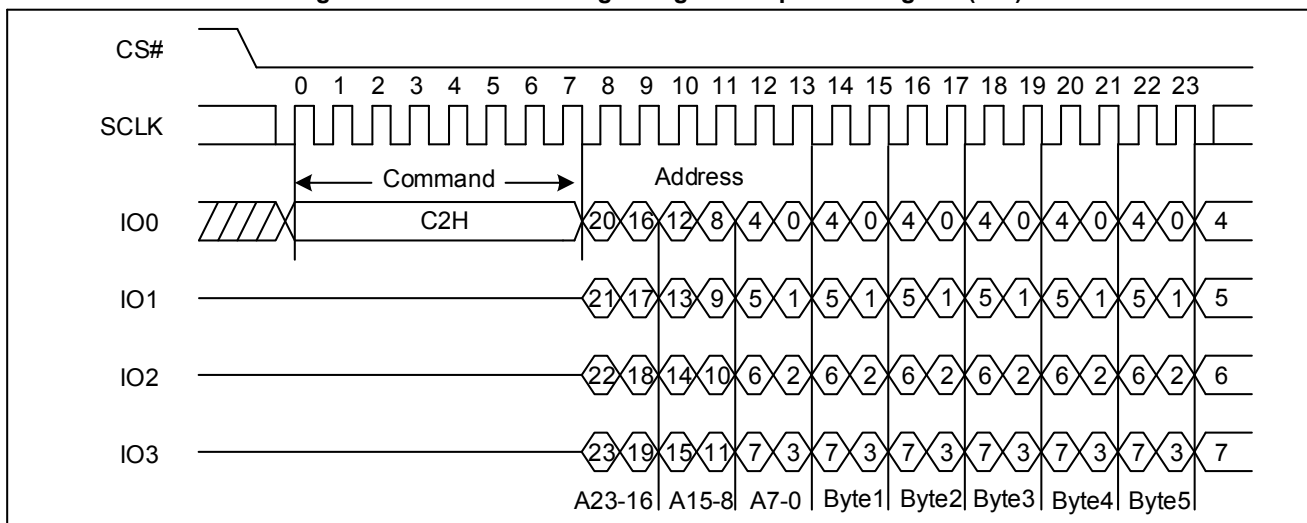 CS#
0 1 2 3 4 5 6 7 8 9 10 11 12 13 14 15 16 17 18 19 20 21 22 23
SCLK
Command Address
IO0 C2H 20 16 12 8 4 0 4 0 4 0 4 0 4 0 4 0 4
IO1 21 17 13 9 5 1 5 1 5 1 5 1 5 1 5 1 5
IO2 22 18 14 10 6 2 6 2 6 2 6 2 6 2 6 2 6
IO3 23 19 15 11 7 3 7 3 7 3 7 3 7 3 7 3 7
A23-16 A15-8 A7-0 Byte1 Byte2 Byte3 Byte4 Byte5